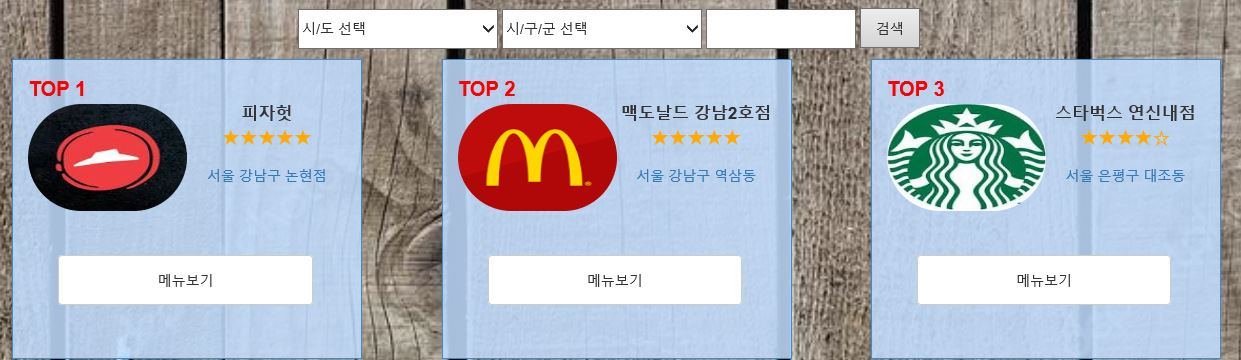 시/도 선택 시/구/군 선택 검색
TOP 1
피자헛
★★★★★
서울 강남구 논현점
메뉴보기
TOP 2
맥도날드 강남2호점
★★★★★
서울 강남구 역삼동
메뉴보기
TOP 3
스타벅스 연신내점
★★★★☆
서울 은평구 대조동
메뉴보기